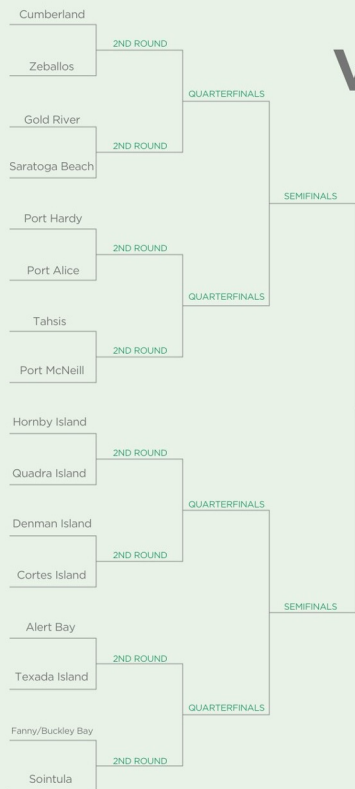 Cumberland
2ND ROUND
Zeballos
QUARTERFINALS
Gold River
2ND ROUND
Saratoga Beach
SEMIFINALS
Port Hardy
2ND ROUND
Port Alice
QUARTERFINALS
Tahsis
2ND ROUND
Port McNeill
Hornby Island
2ND ROUND
Quadra Island
QUARTERFINALS
Denman Island
2ND ROUND
Cortes Island
SEMIFINALS
Alert Bay
2ND ROUND
Texada Island
QUARTERFINALS
Fanny/Buckley Bay
2ND ROUND
Sointula